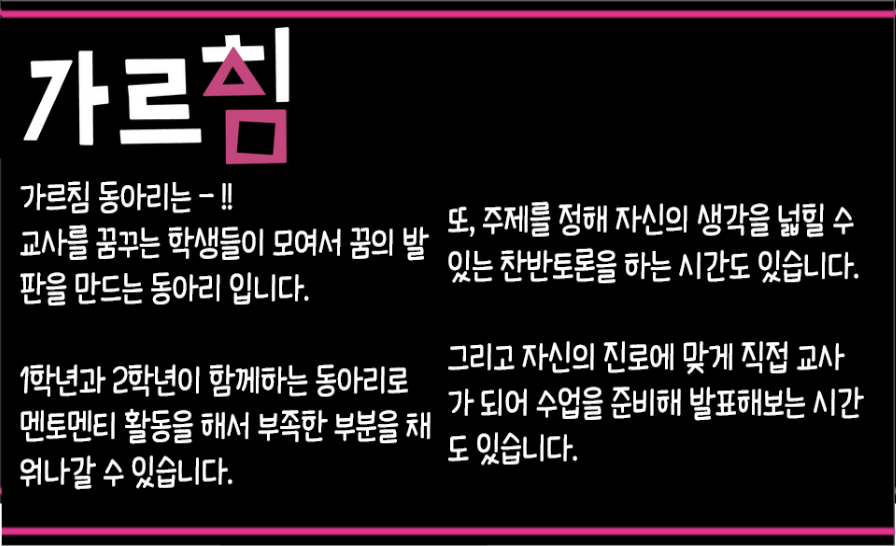 가르침
가르침 동아리는 - !!
교사를 꿈꾸는 학생들이 모여서 꿈의 발
판을 만드는 동아리 입니다.
1학년과 2학년이 함께하는 동아리로
멘토멘티 활동을 해서 부족한 부분을 채
워나갈 수 있습니다.
또, 주제를 정해 자신의 생각을 넓힐 수
있는 찬반토론을 하는 시간도 있습니다.
그리고 자신의 진로에 맞게 직접 교사
가 되어 수업을 준비해 발표해보는 시간
도 있습니다.